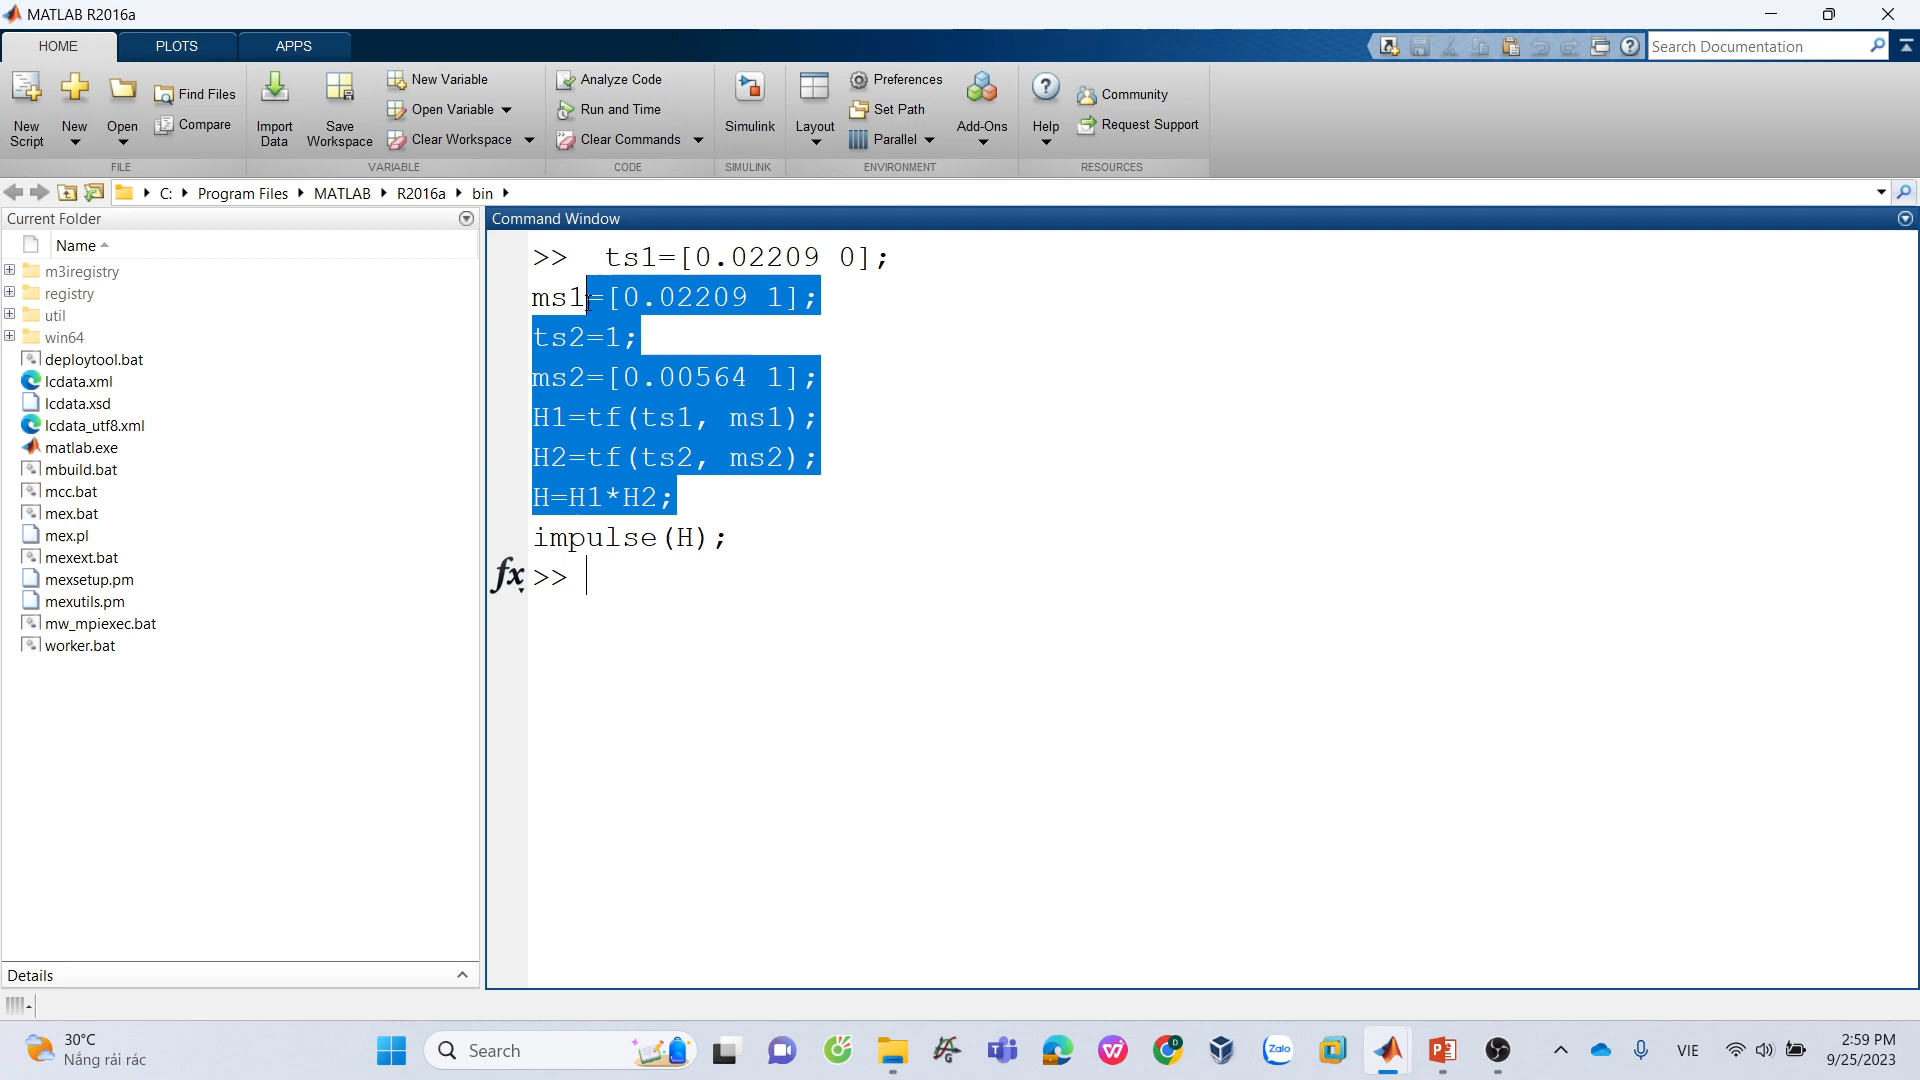 MATLAB R2016a
HOME PLOTS APPS
Search Documentation
New Script
New
Open
Find Files
Compare
Import Data
Save Workspace
New Variable
Open Variable
Clear Workspace
Analyze Code
Run and Time
Clear Commands
Simulink
Layout
Preferences
Set Path
Parallel
Add-Ons
Help
Community
Request Support
FILE VARIABLE CODE SIMULINK ENVIRONMENT RESOURCES
C: Program Files MATLAB R2016a bin
Current Folder
Name
m3iregistry
registry
util
win64
deploytool.bat
lcdata.xml
lcdata.xsd
lcdata_utf8.xml
matlab.exe
mbuild.bat
mcc.bat
mex.bat
mex.pl
mexext.bat
mexsetup.pm
mexutils.pm
mw_mpiexec.bat
worker.bat
Details
Command Window
>> ts1=[0.02209 0];
ms1=[0.02209 1];
ts2=1;
ms2=[0.00564 1];
H1=tf(ts1, ms1);
H2=tf(ts2, ms2);
H=H1*H2;
impulse(H);
fx >>
30°C
Nắng rải rác
Search
Zalo
VIE
2:59 PM
9/25/2023